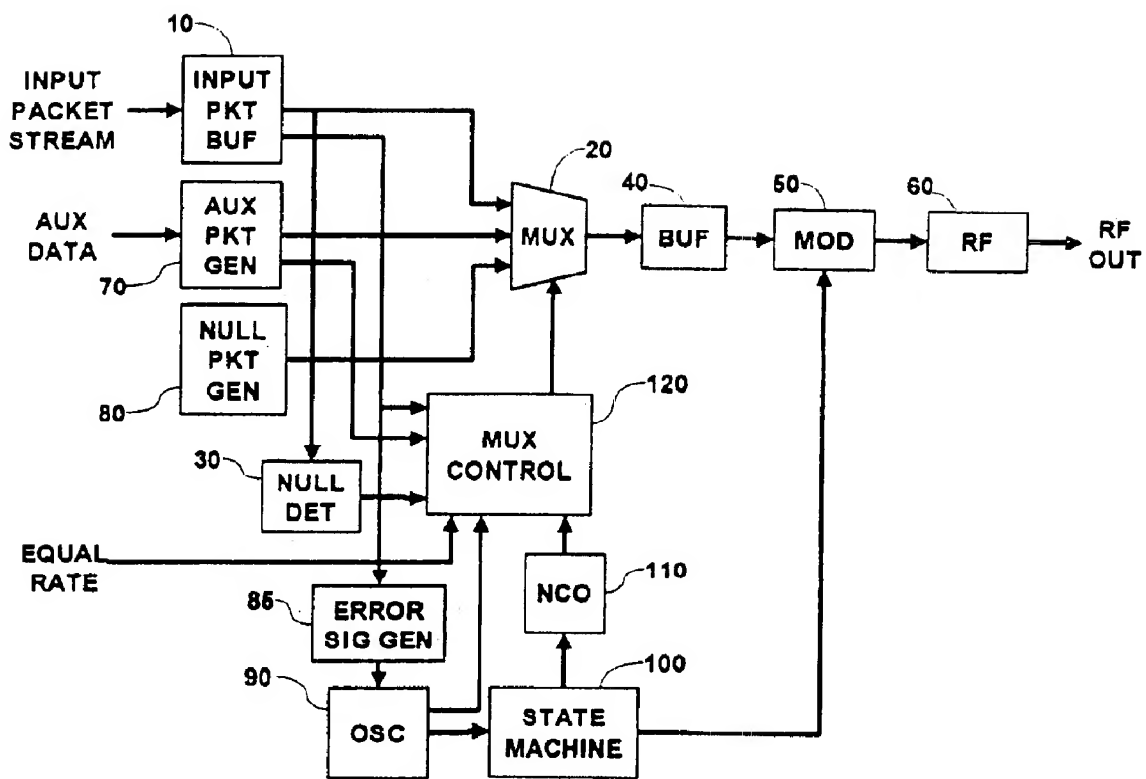 10
INPUT
PACKET
STREAM
INPUT
PKT
BUF
20
AUX
DATA
AUX
PKT
GEN
70
MUX
40
BUF
50
MOD
60
RF
RF
OUT
NULL
PKT
GEN
80
120
MUX
CONTROL
30
NULL
DET
EQUAL
RATE
110
NCO
85
ERROR
SIG GEN
90
OSC
100
STATE
MACHINE